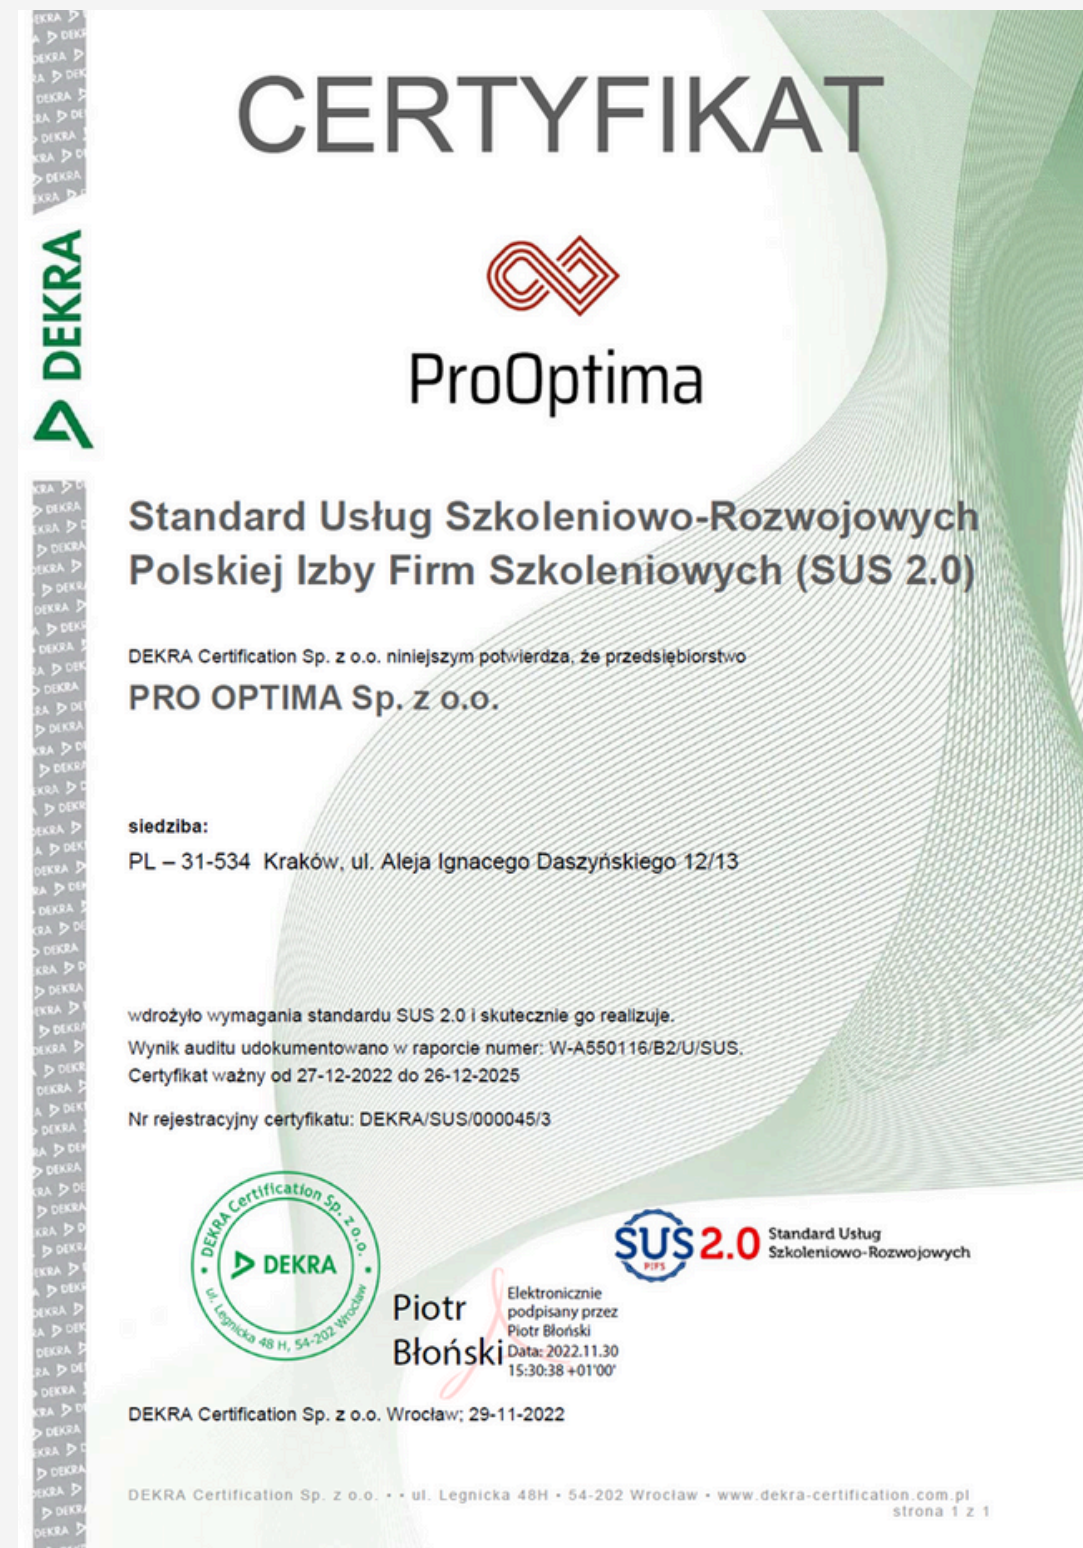 CERTYFIKAT
DEKRA
ProOptima
Standard Usług Szkoleniowo-Rozwojowych
Polskiej Izby Firm Szkoleniowych (SUS 2.0)
DEKRA Certification Sp. z o.o. niniejszym potwierdza, że przedsiębiorstwo
PRO OPTIMA Sp. z o.o.
siedziba:
PL – 31-534 Kraków, ul. Aleja Ignacego Daszyńskiego 12/13
wdrożyło wymagania standardu SUS 2.0 i skutecznie go realizuje.
Wynik auditu udokumentowano w raporcie numer: W-A550116/B2/U/SUS.
Certyfikat ważny od 27-12-2022 do 26-12-2025
Nr rejestracyjny certyfikatu: DEKRA/SUS/000045/3
• DEKRA Certification Sp. z o.o. •
DEKRA
ul. Legnicka 48 H, 54-202 Wrocław
SUS 2.0
PIFS
Standard Usług
Szkoleniowo-Rozwojowych
Piotr
Błoński
Elektronicznie
podpisany przez
Piotr Błoński
Data: 2022.11.30
15:30:38 +01'00'
DEKRA Certification Sp. z o.o. Wrocław; 29-11-2022
DEKRA Certification Sp. z o.o. • • ul. Legnicka 48H • 54-202 Wrocław • www.dekra-certification.com.pl
strona 1 z 1